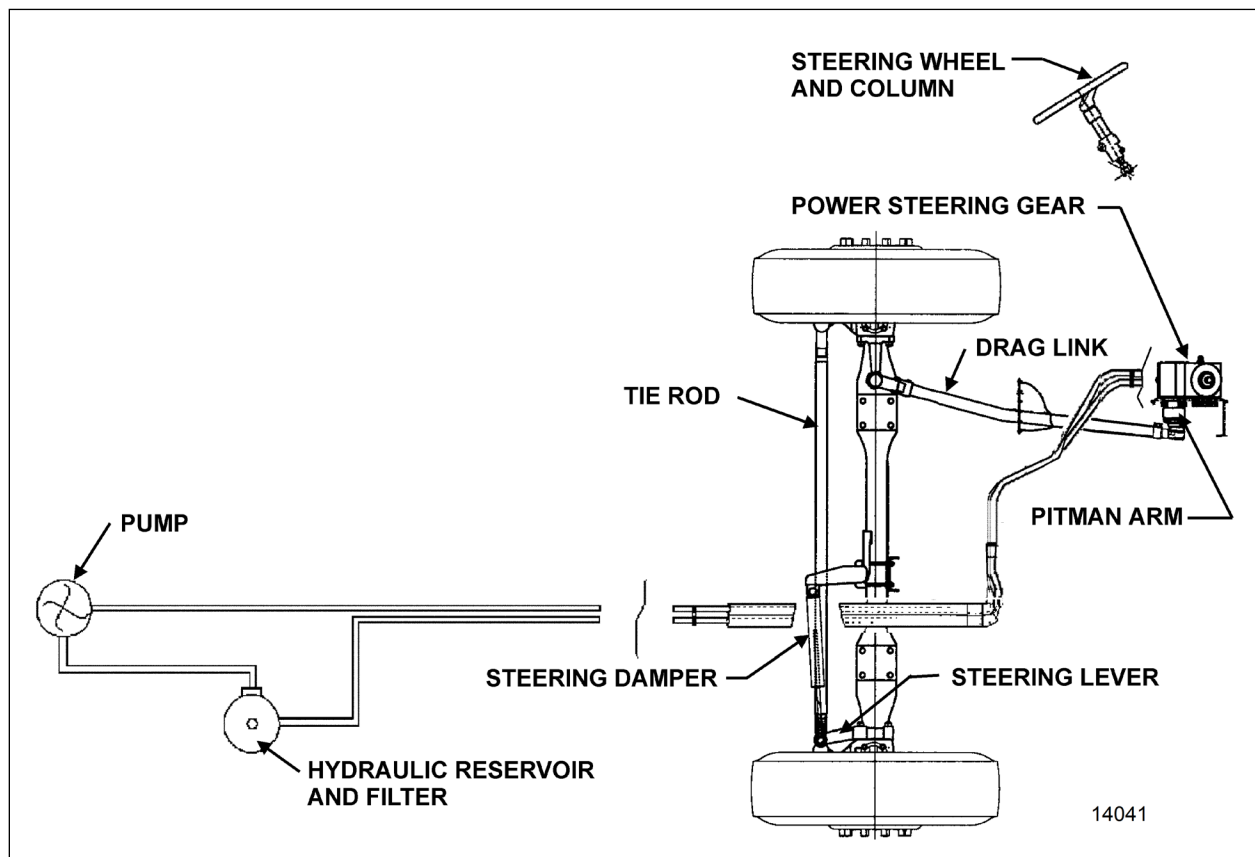 STEERING WHEEL
AND COLUMN
POWER STEERING GEAR
DRAG LINK
TIE ROD
PITMAN ARM
PUMP
STEERING DAMPER
STEERING LEVER
HYDRAULIC RESERVOIR
AND FILTER
14041